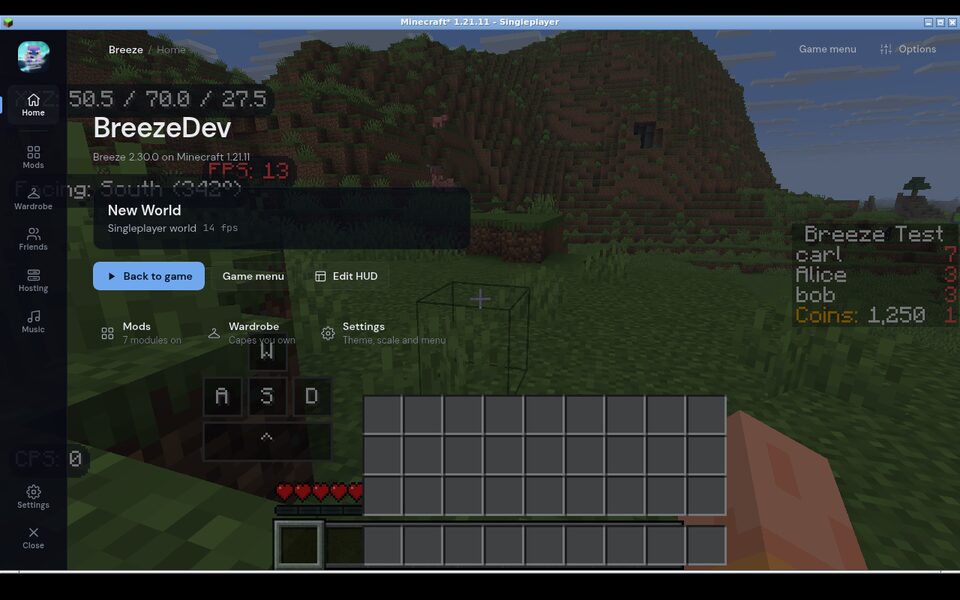 Minecraft* 1.21.11 - Singleplayer
Breeze / Home
Game menu
Options
50.5 / 70.0 / 27.5
Home
BreezeDev
Breeze 2.30.0 on Minecraft 1.21.11
FPS: 13
Mods
Facing: South (342°)
Wardrobe
New World
Singleplayer world 14 fps
Friends
Breeze Test
carl 7
Alice 3
bob 3
Coins: 1,250 1
Hosting
Back to game
Game menu
Edit HUD
Music
Mods
7 modules on
Wardrobe
Capes you own
Settings
Theme, scale and menu
W
A S D
^
CPS: 0
Settings
Close